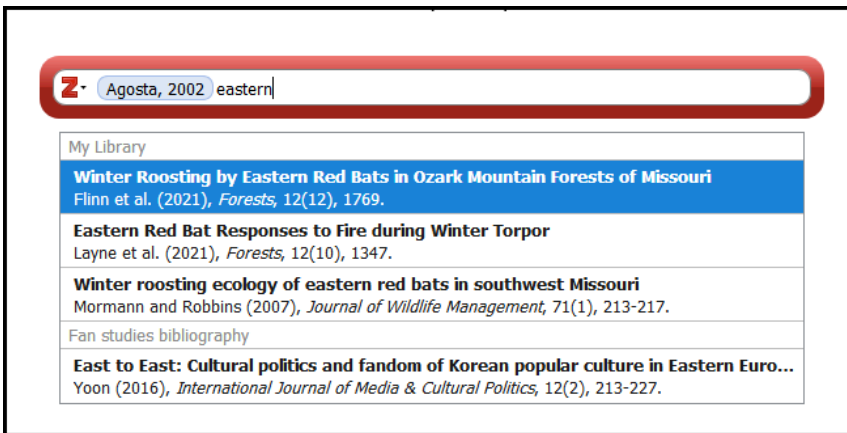 Z Agosta, 2002 eastern
My Library
Winter Roosting by Eastern Red Bats in Ozark Mountain Forests of Missouri
Flinn et al. (2021), Forests, 12(12), 1769.
Eastern Red Bat Responses to Fire during Winter Torpor
Layne et al. (2021), Forests, 12(10), 1347.
Winter roosting ecology of eastern red bats in southwest Missouri
Mormann and Robbins (2007), Journal of Wildlife Management, 71(1), 213-217.
Fan studies bibliography
East to East: Cultural politics and fandom of Korean popular culture in Eastern Euro...
Yoon (2016), International Journal of Media & Cultural Politics, 12(2), 213-227.